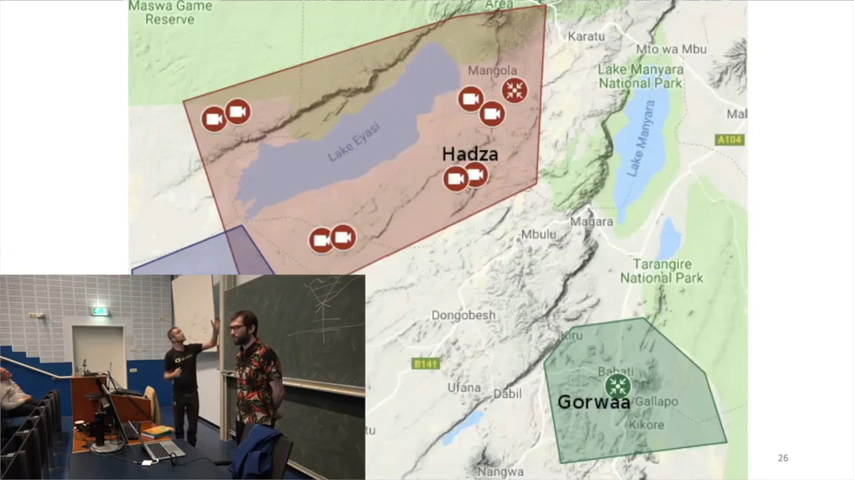 Maswa Game
Reserve
Area
Karatu
Mto wa Mbu
Mangola
Lake Manyara
National Park
Lake Eyasi
Lake Manyara
A104
Hadza
Magara
Mbulu
Tarangire
National Park
Dongobesh
Kiru
B141
Babati
Ufana
Dabil
Gorwaa
Gallapo
Kikore
Nangwa
26